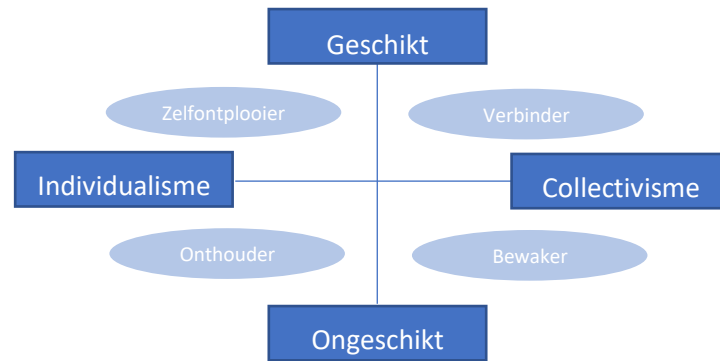 Geschikt
Zelfontplooier
Verbinder
Individualisme
Collectivisme
Onthouder
Bewaker
Ongeschikt